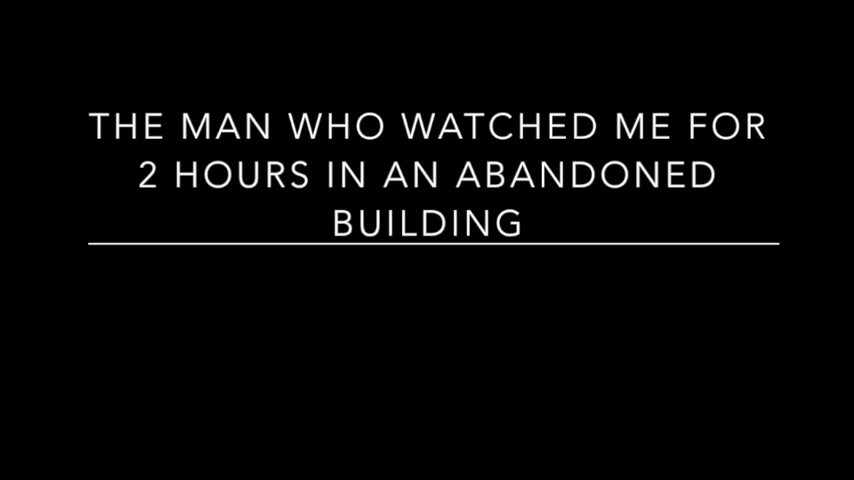 THE MAN WHO WATCHED ME FOR
2 HOURS IN AN ABANDONED
BUILDING